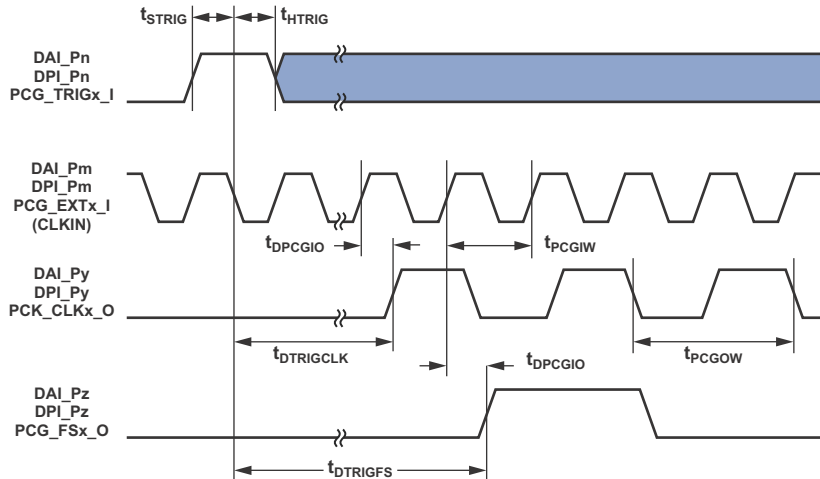 tSTRIG
tHTRIG
DAI_Pn
DPI_Pn
PCG_TRIGx_I
DAI_Pm
DPI_Pm
PCG_EXTx_I
(CLKIN)
tDPCGIO
tPCGIW
DAI_Py
DPI_Py
PCK_CLKx_O
tDTRIGCLK
tDPCGIO
tPCGOW
DAI_Pz
DPI_Pz
PCG_FSx_O
tDTRIGFS